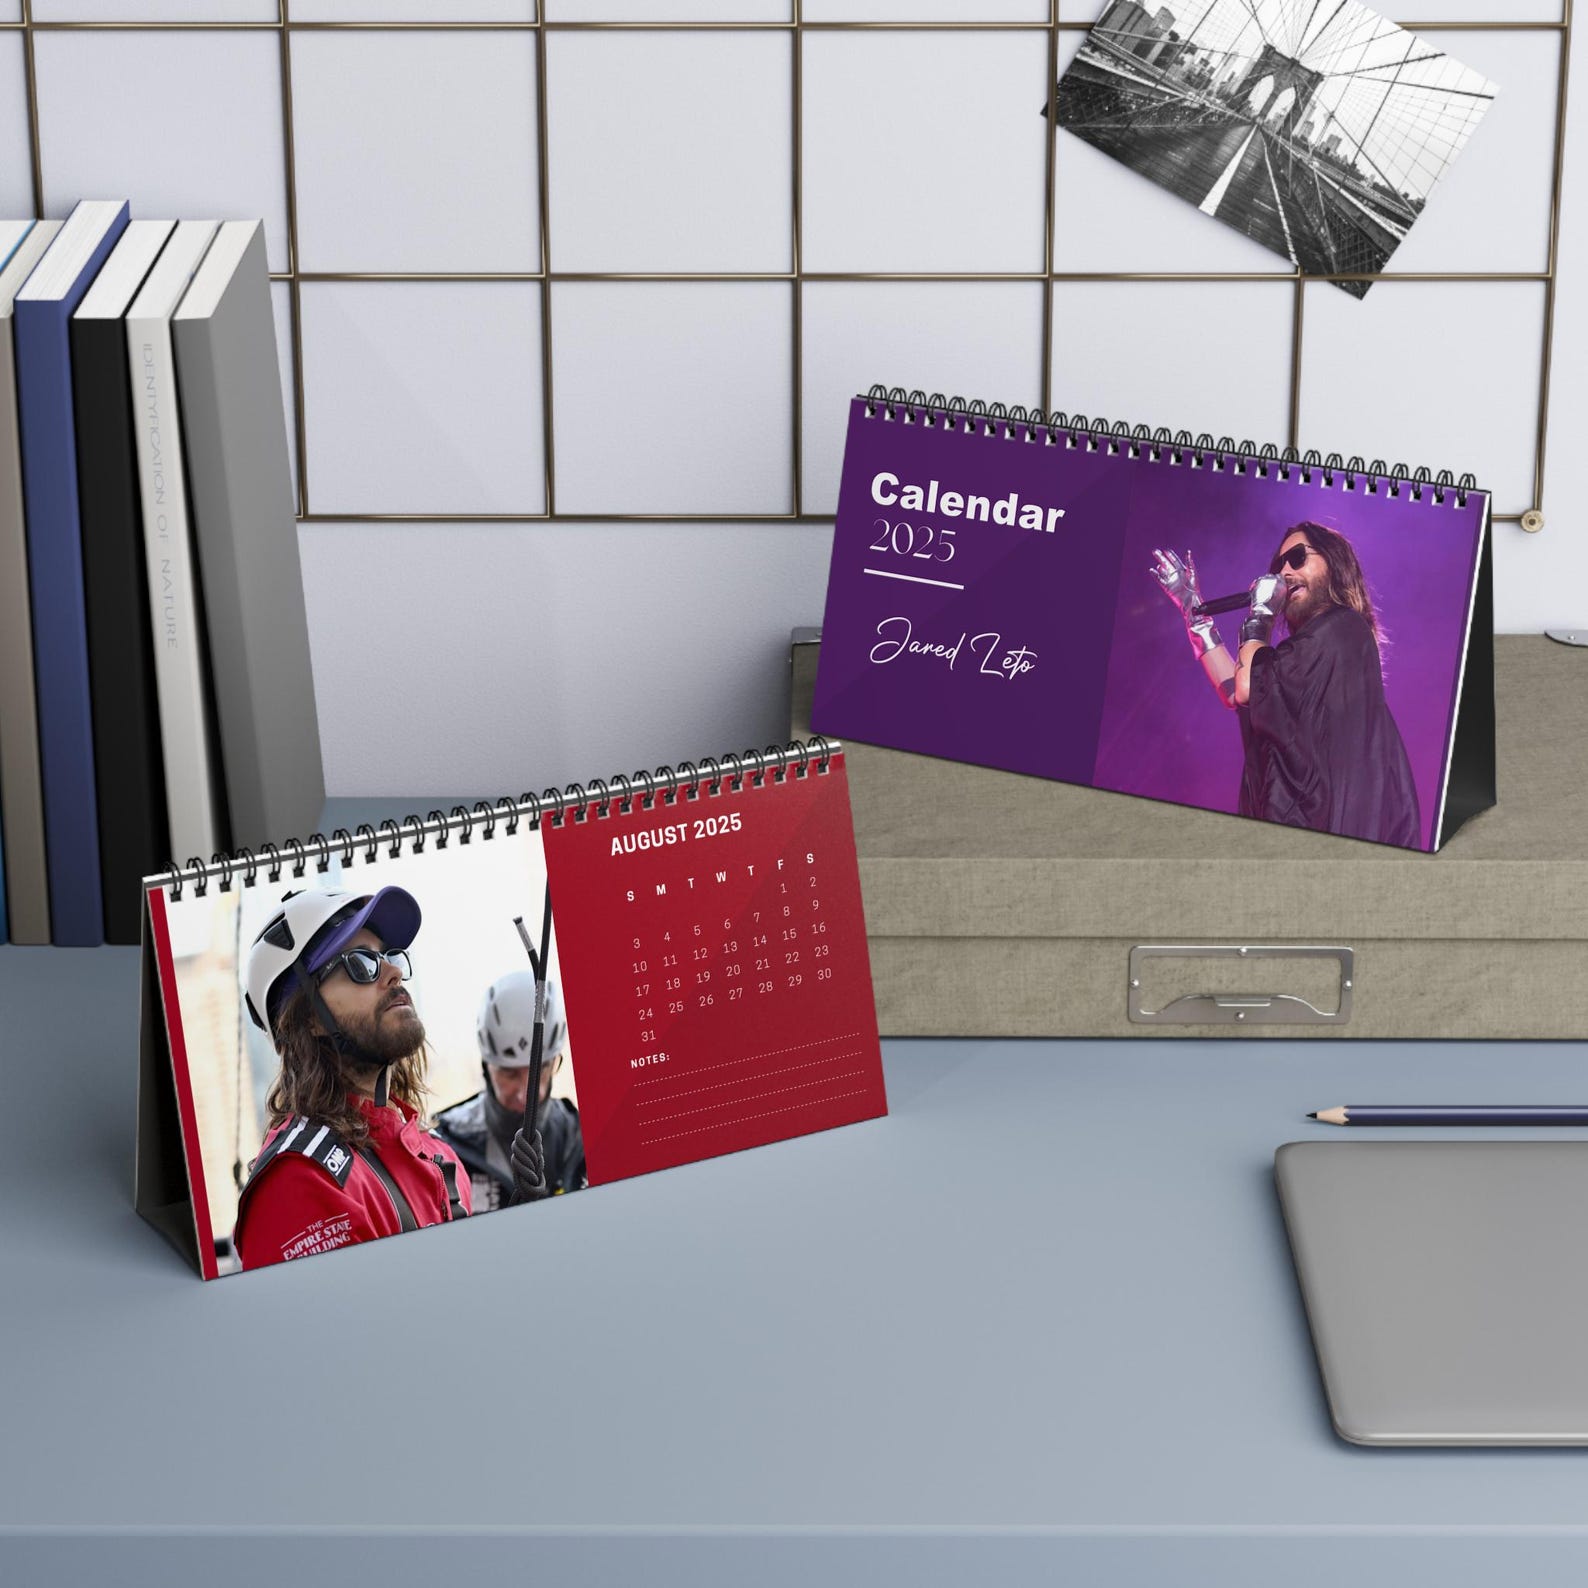 IDENTYFICATION OF NATURE
Calendar
2025
Jared Leto
AUGUST 2025
S M T W T F S
1 2
3 4 5 6 7 8 9
10 11 12 13 14 15 16
17 18 19 20 21 22 23
24 25 26 27 28 29 30
31
NOTES:
OMP
THE
EMPIRE STATE
BUILDING